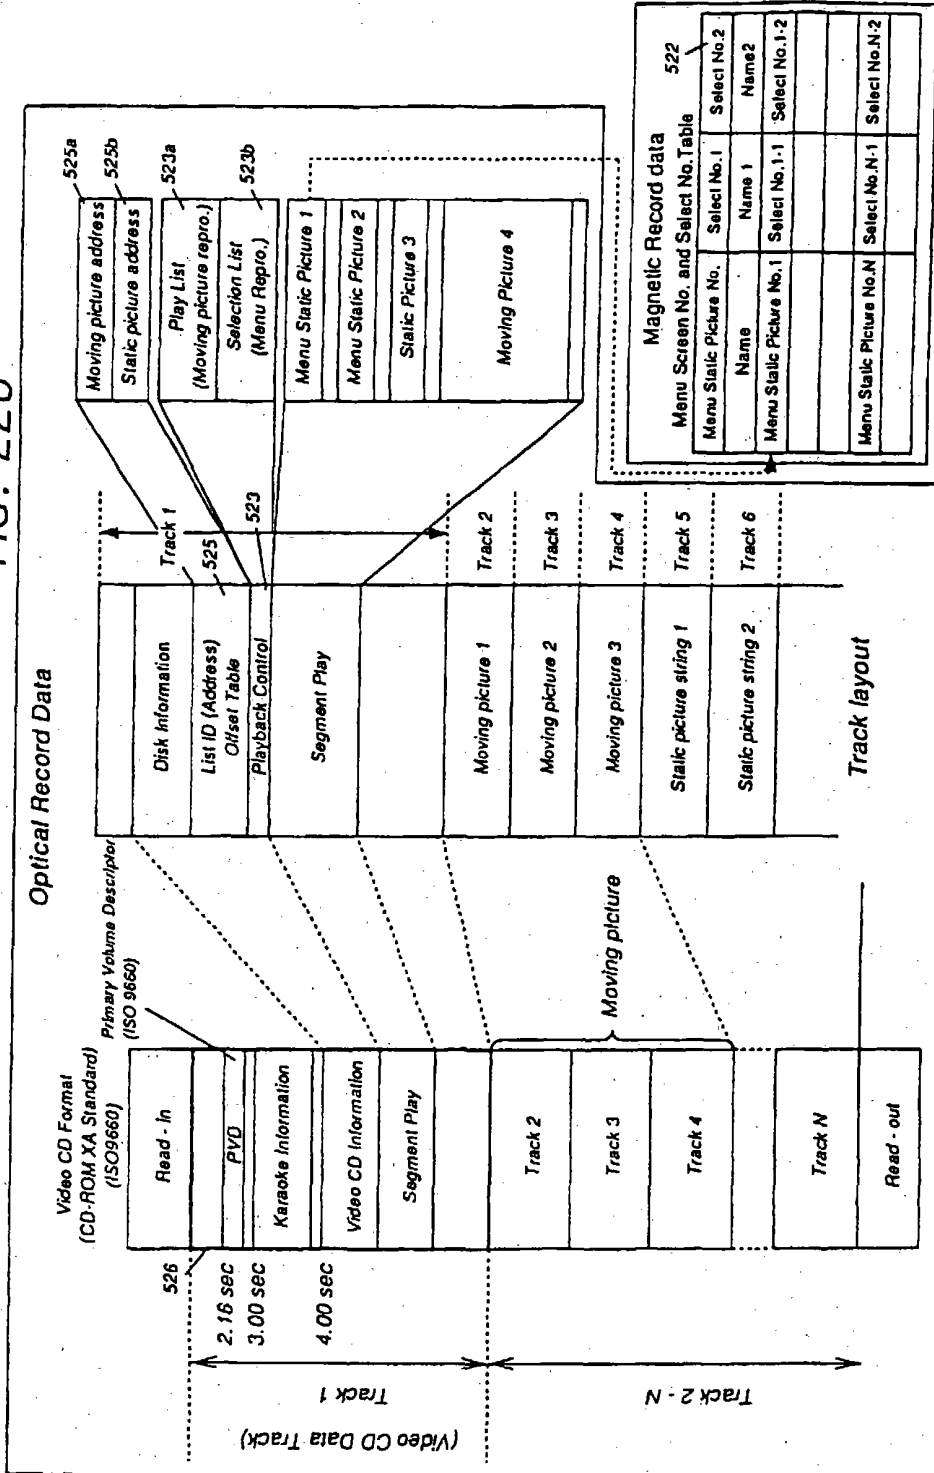 Optical Record Data
Video CD Format
(CD-ROM XA Standard)
(ISO9660)
Primary Volume Descriptor
(ISO 9660)
526
Read - in
2.16 sec
PVD
3.00 sec
Karaoke Information
4.00 sec
Video CD Information
Segment Play
Track 2
Track 3
Track 4
Track N
Read - out
Track 1
(Video CD Data Track)
Track 2 - N
Moving picture
Disk Information
List ID (Address)
Offset Table
Playback Control
Segment Play
Moving picture 1
Moving picture 2
Moving picture 3
Static picture string 1
Static picture string 2
Track layout
Track 1
525
523
Track 2
Track 3
Track 4
Track 5
Track 6
525a
Moving picture address
525b
Static picture address
523a
Play List
(Moving picture repro.)
523b
Selection List
(Menu Repro.)
Menu Static Picture 1
Menu Static Picture 2
Static Picture 3
Moving Picture 4
Magnetic Record data
522
Menu Screen No. and Select No.Table
Menu Static Picture No. Select No.1 Select No.2
Name Name 1 Name2
Menu Static Picture No.1 Select No.1-1 Select No.1-2
Menu Static Picture No.N Select No.N-1 Select No.N-2